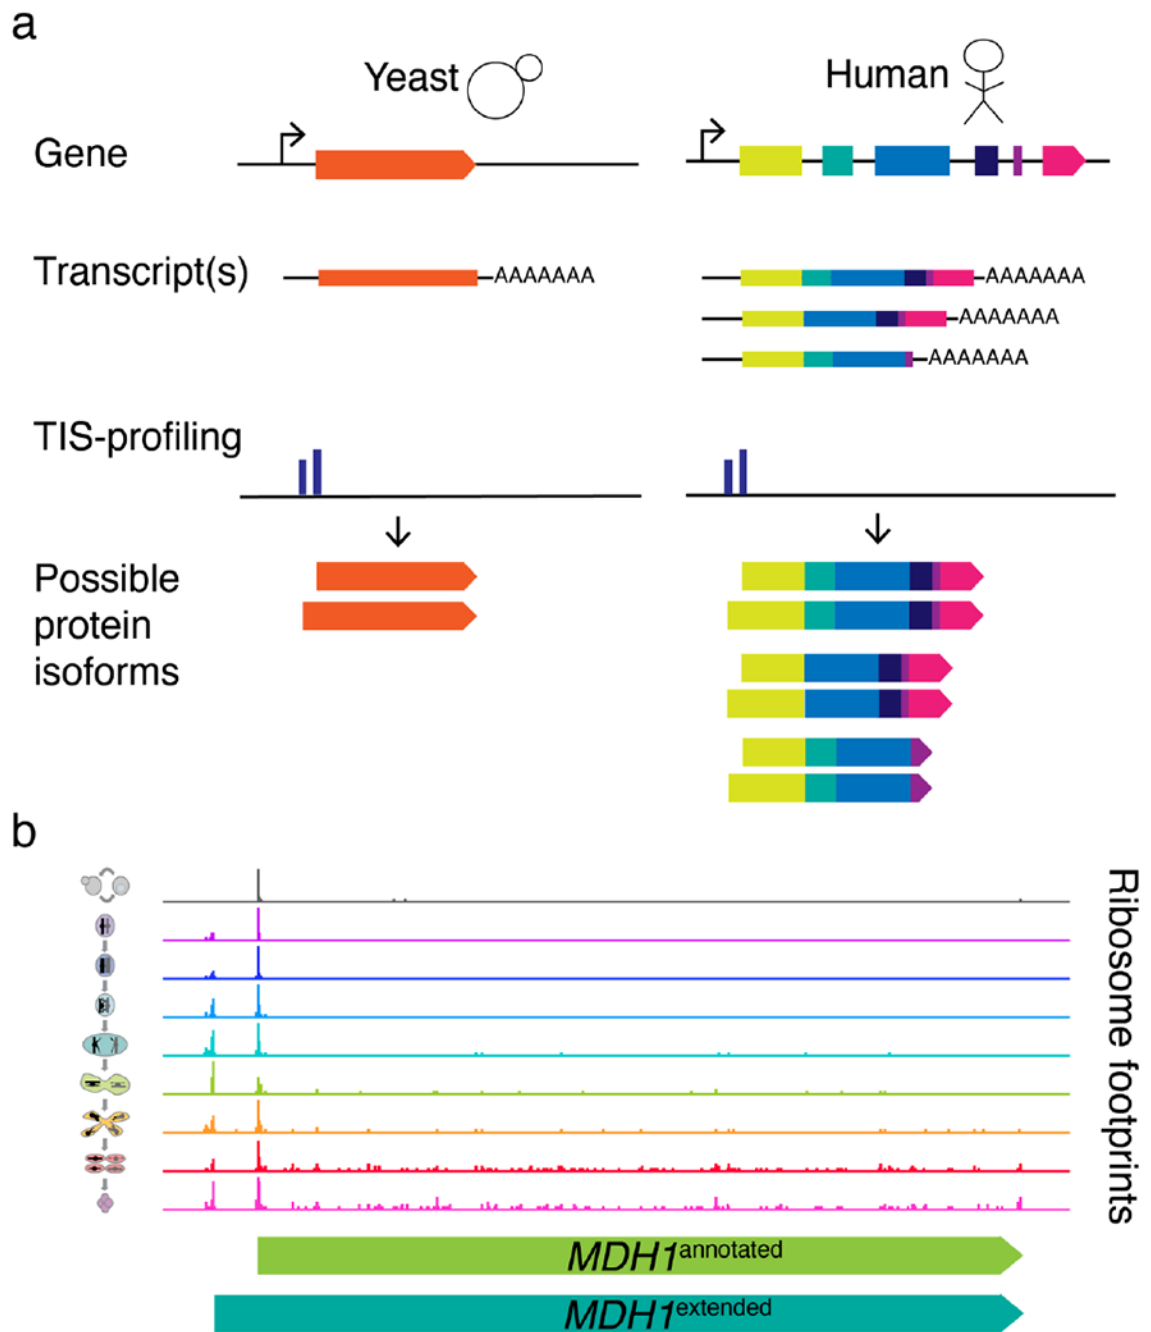 a
Yeast
Human
Gene
Transcript(s)
AAAAAAA
AAAAAAA
AAAAAAA
AAAAAAA
TIS-profiling
Possible
protein
isoforms
b
Ribosome footprints
MDH1annotated
MDH1extended